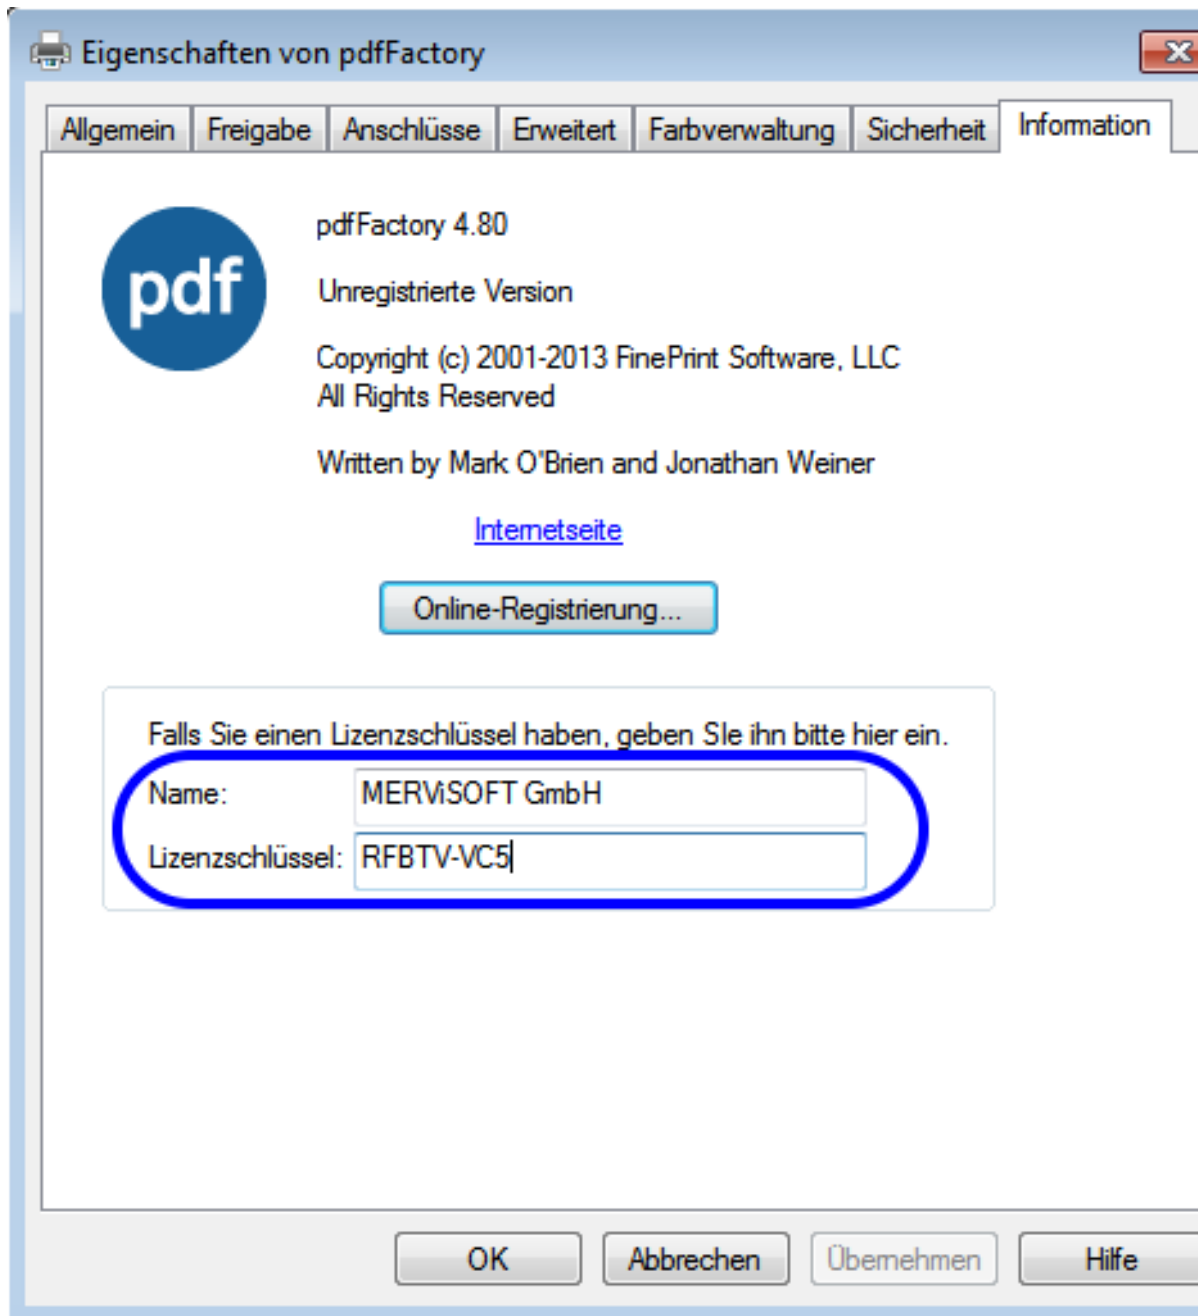 Eigenschaften von pdfFactory
Allgemein Freigabe Anschlüsse Erweitert Farbverwaltung Sicherheit Information
pdf
pdfFactory 4.80
Unregistrierte Version
Copyright (c) 2001-2013 FinePrint Software, LLC
All Rights Reserved
Written by Mark O'Brien and Jonathan Weiner
Internetseite
Online-Registrierung...
Falls Sie einen Lizenzschlüssel haben, geben SIe ihn bitte hier ein.
Name: MERViSOFT GmbH
Lizenzschlüssel: RFBTV-VC5
OK Abbrechen Übernehmen Hilfe